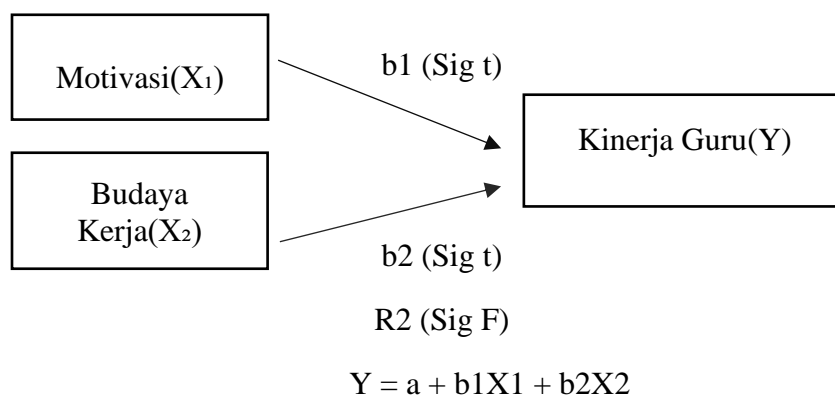 Motivasi(X₁)
b1 (Sig t)
Kinerja Guru(Y)
Budaya
Kerja(X₂)
b2 (Sig t)
R2 (Sig F)
Y = a + b1X1 + b2X2